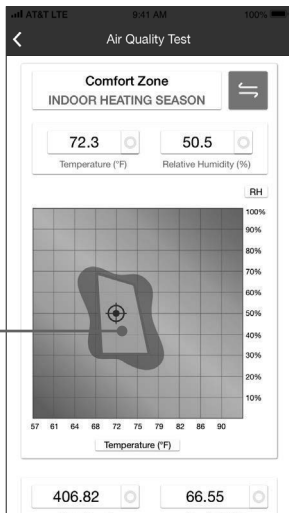 AT&T LTE 9:41 AM 100%
Air Quality Test
Comfort Zone
INDOOR HEATING SEASON
72.3 50.5
Temperature (°F) Relative Humidity (%)
RH
100%
90%
80%
70%
60%
50%
40%
30%
20%
10%
57 61 64 68 72 75 79 82 86 90
Temperature (°F)
406.82 66.55